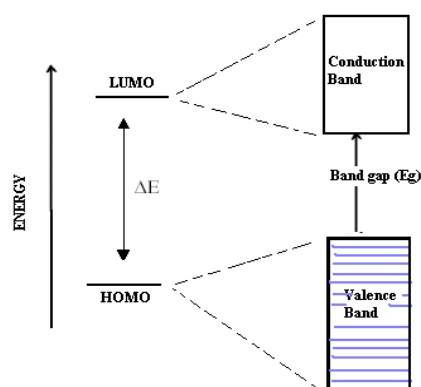 LUMO
Conduction
Band
ENERGY
ΔE
Band gap (Eg)
HOMO
Valence
Band